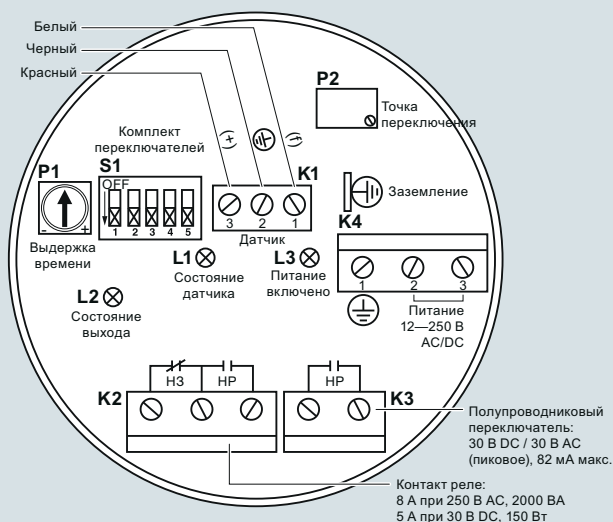 Белый
Черный
Красный
P2
Точка
переключения
Комплект
переключателей
S1
OFF
1 2 3 4 5
P1
- +
Выдержка
времени
(+)
(f)
K1
3 2 1
Датчик
Заземление
K4
1 2 3
Питание
12—250 В
AC/DC
L1
Состояние
датчика
L3
Питание
включено
L2
Состояние
выхода
НЗ НР
K2
НР
K3
Полупроводниковый
переключатель:
30 В DC / 30 В AC
(пиковое), 82 мА макс.
Контакт реле:
8 А при 250 В AC, 2000 ВА
5 А при 30 В DC, 150 Вт